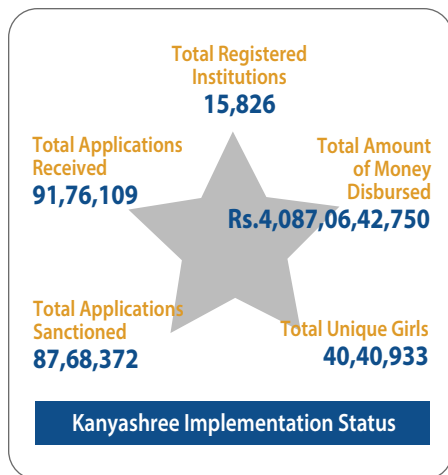 Total Registered
Institutions
15,826
Total Applications
Received
91,76,109
Total Amount
of Money
Disbursed
Rs.4,087,06,42,750
Total Applications
Sanctioned
87,68,372
Total Unique Girls
40,40,933
Kanyashree Implementation Status